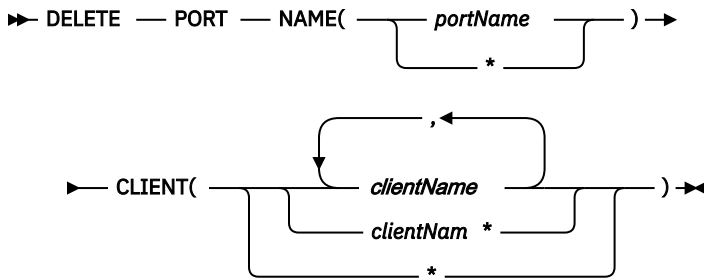 DELETE PORT NAME( portName )
*
,
CLIENT( clientName )
clientNam *
*